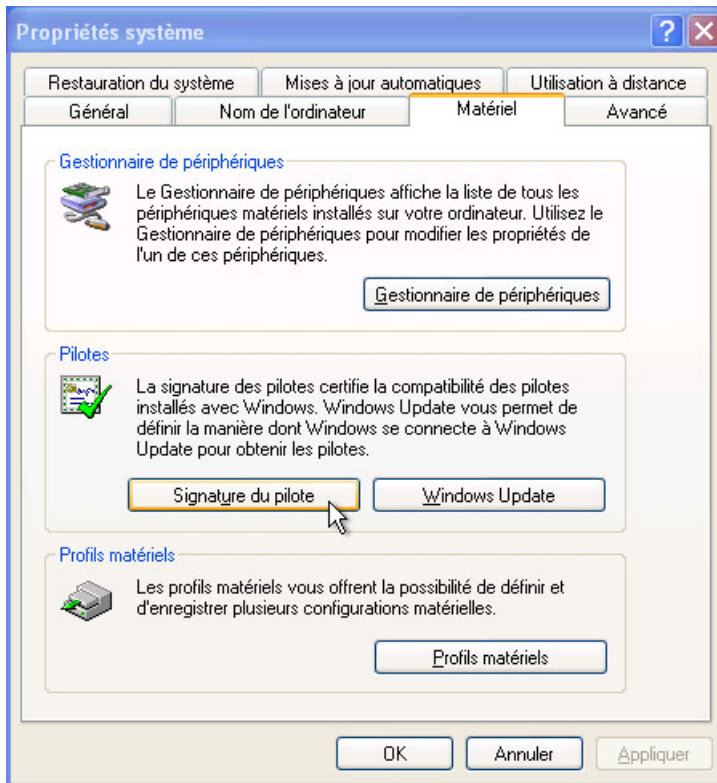 Propriétés système
Restauration du système
Mises à jour automatiques
Utilisation à distance
Général
Nom de l'ordinateur
Matériel
Avancé
Gestionnaire de périphériques
Le Gestionnaire de périphériques affiche la liste de tous les
périphériques matériels installés sur votre ordinateur. Utilisez le
Gestionnaire de périphériques pour modifier les propriétés de
l'un de ces périphériques.
Gestionnaire de périphériques
Pilotes
La signature des pilotes certifie la compatibilité des pilotes
installés avec Windows. Windows Update vous permet de
définir la manière dont Windows se connecte à Windows
Update pour obtenir les pilotes.
Signature du pilote
Windows Update
Profils matériels
Les profils matériels vous offrent la possibilité de définir et
d'enregistrer plusieurs configurations matérielles.
Profils matériels
OK
Annuler
Appliquer